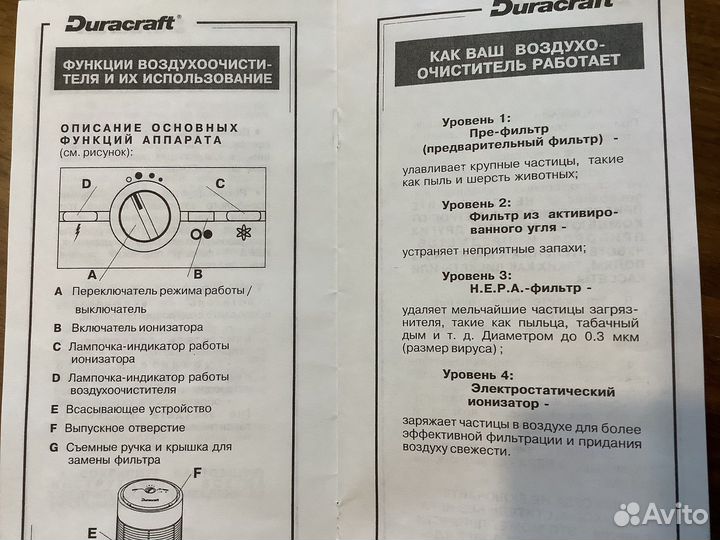 Duracraft®
ФУНКЦИИ ВОЗДУХООЧИСТИ-
ТЕЛЯ И ИХ ИСПОЛЬЗОВАНИЕ
ОПИСАНИЕ ОСНОВНЫХ
ФУНКЦИЙ АППАРАТА
(см. рисунок):
D
C
A
B
A Переключатель режима работы /
выключатель
B Включатель ионизатора
C Лампочка-индикатор работы
ионизатора
D Лампочка-индикатор работы
воздухоочистителя
E Всасывающее устройство
F Выпускное отверстие
G Съемные ручка и крышка для
замены фильтра
F
Duracraft
E
Duracraft®
КАК ВАШ ВОЗДУХО-
ОЧИСТИТЕЛЬ РАБОТАЕТ
Уровень 1:
Пре-фильтр
(предварительный фильтр) -
улавливает крупные частицы, такие
как пыль и шерсть животных;
Уровень 2:
Фильтр из активиро-
ванного угля -
устраняет неприятные запахи;
Уровень 3:
H.E.P.A.-фильтр -
удаляет мельчайшие частицы загряз-
нителя, такие как пыльца, табачный
дым и т. д. Диаметром до 0.3 мкм
(размер вируса) ;
Уровень 4:
Электростатический
ионизатор -
заряжает частицы в воздухе для более
эффективной фильтрации и придания
воздуху свежести.
Avito